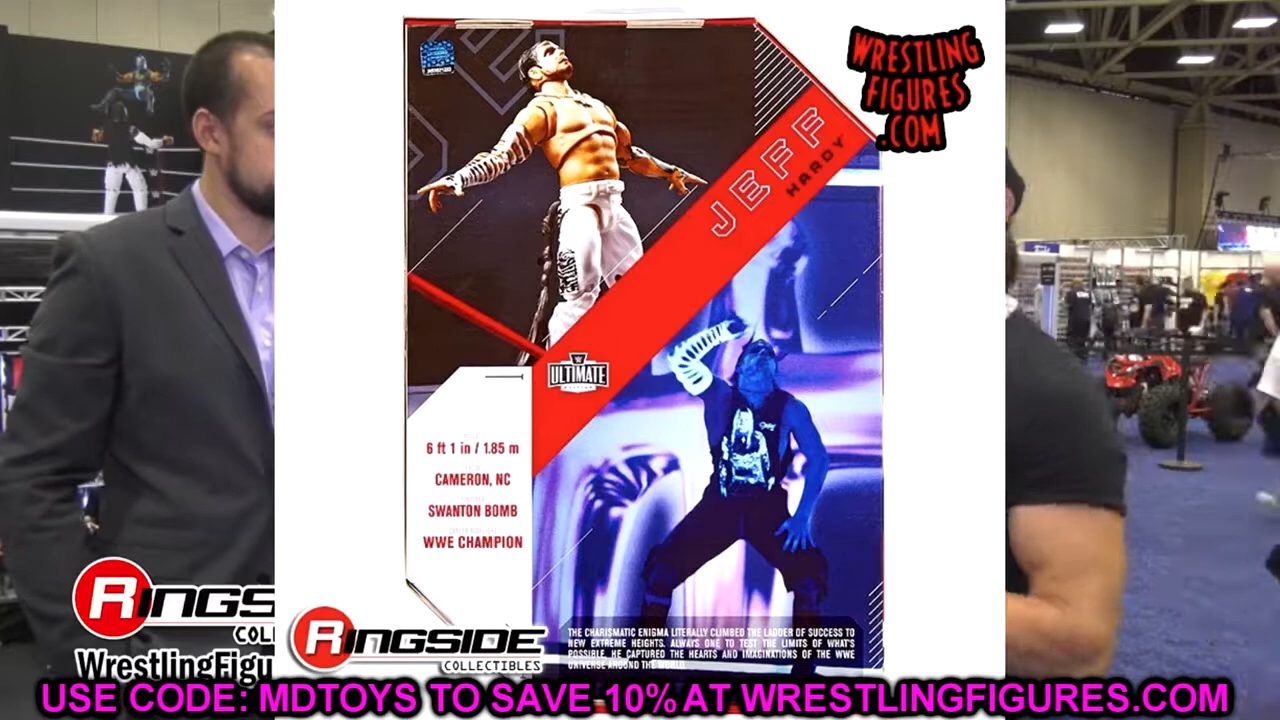 WRESTLING
FIGURES
.COM
JEFF
HARDY
W
ULTIMATE
EDITION
6 ft 1 in / 1.85 m
CAMERON, NC
SWANTON BOMB
WWE CHAMPION
THE CHARISMATIC ENIGMA LITERALLY CLIMBED THE LADDER OF SUCCESS TO
NEW EXTREME HEIGHTS. ALWAYS ONE TO TEST THE LIMITS OF WHAT'S
POSSIBLE, HE CAPTURED THE HEARTS AND IMAGINATIONS OF THE WWE
UNIVERSE AROUND THE WORLD.
RINGS
COLL
WrestlingFigu
RINGSIDE
COLLECTIBLES
USE CODE: MDTOYS TO SAVE 10% AT WRESTLINGFIGURES.COM